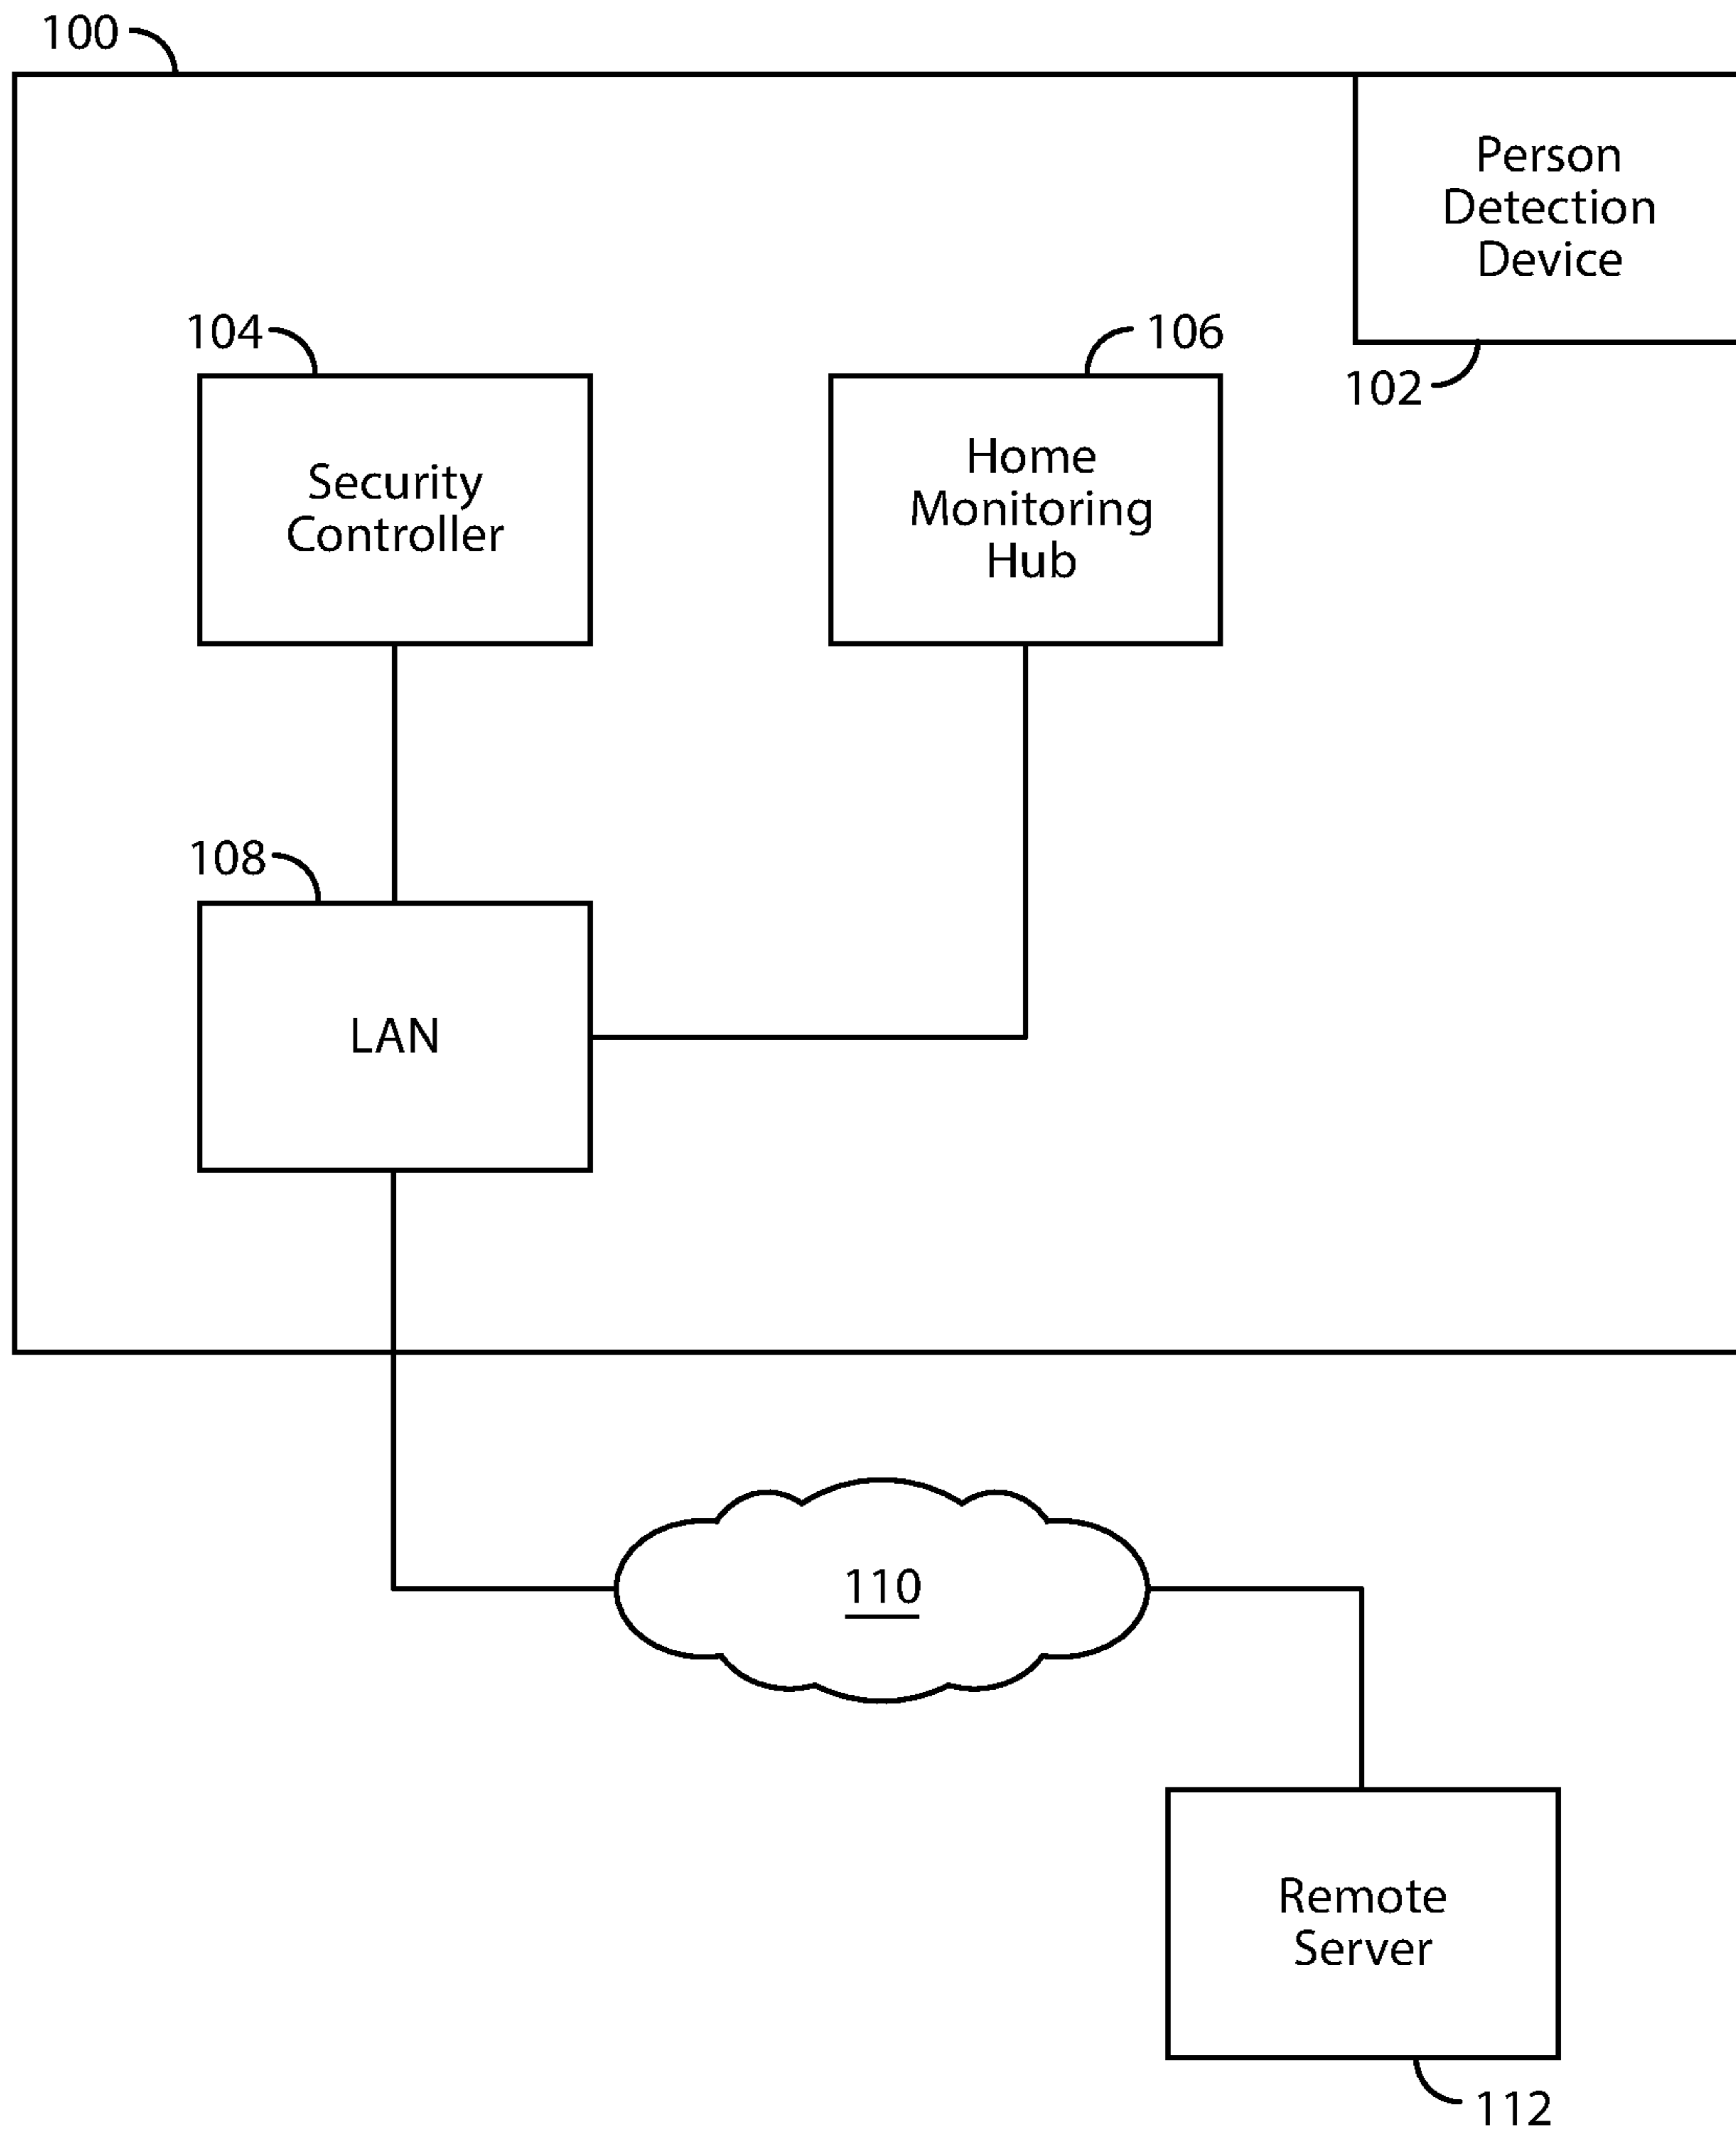 100
Person
Detection
Device
102
104
106
Security
Controller
Home
Monitoring
Hub
108
LAN
110
Remote
Server
112